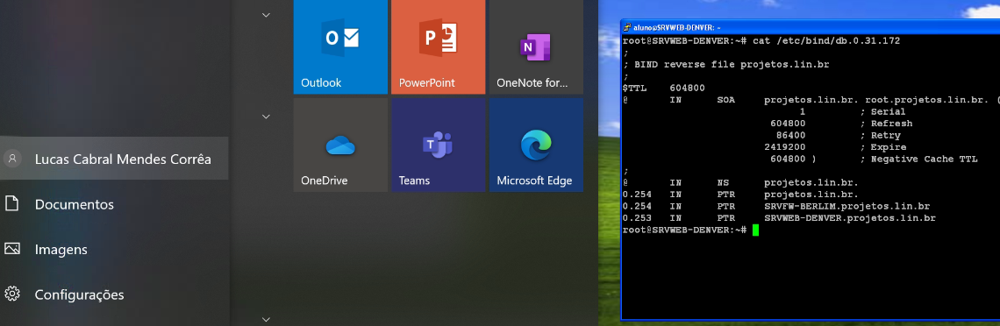 Lucas Cabral Mendes Corrêa
Documentos
Imagens
Configurações
Outlook
PowerPoint
OneNote for...
OneDrive
Teams
Microsoft Edge
aluno@SRVWEB-DENVER: ~
root@SRVWEB-DENVER:~# cat /etc/bind/db.0.31.172
;
; BIND reverse file projetos.lin.br
;
$TTL    604800
@       IN      SOA     projetos.lin.br. root.projetos.lin.br. (
                              1         ; Serial
                         604800         ; Refresh
                          86400         ; Retry
                        2419200         ; Expire
                         604800 )       ; Negative Cache TTL
;
@       IN      NS      projetos.lin.br.
0.254   IN      PTR     projetos.lin.br.
0.254   IN      PTR     SRVFW-BERLIM.projetos.lin.br
0.253   IN      PTR     SRVWEB-DENVER.projetos.lin.br
root@SRVWEB-DENVER:~#